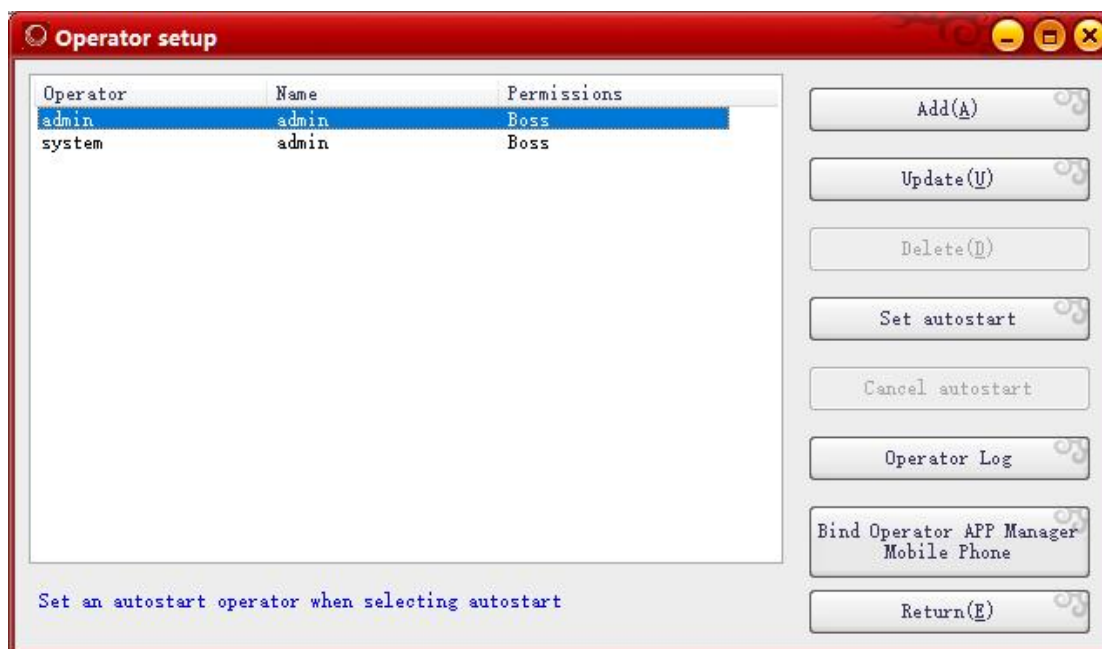 Operator setup
Operator Name Permissions
admin admin Boss
system admin Boss
Add(A)
Update(U)
Delete(D)
Set autostart
Cancel autostart
Operator Log
Bind Operator APP Manager
Mobile Phone
Return(E)
Set an autostart operator when selecting autostart